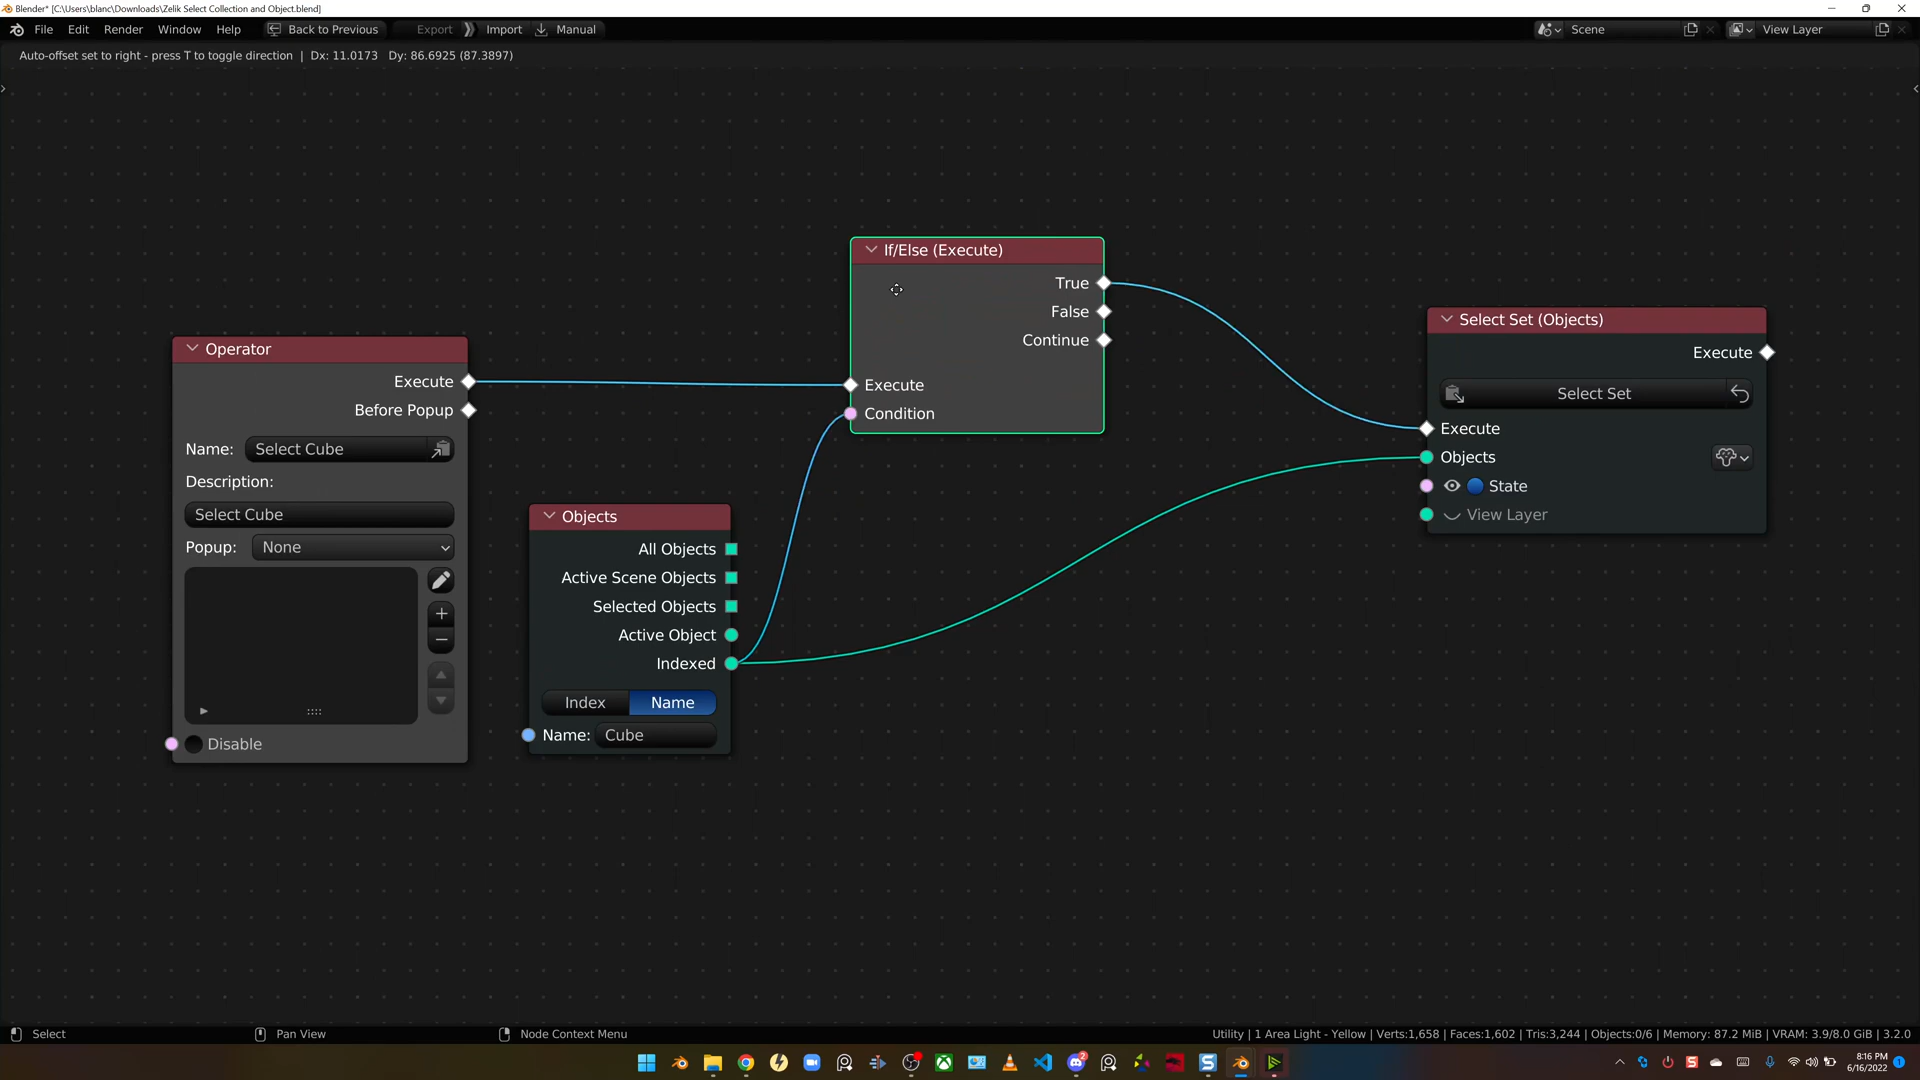 Blender* [C:\Users\blanc\Downloads\Zelik Select Collection and Object.blend]
File Edit Render Window Help Back to Previous Export Import Manual Scene View Layer
Auto-offset set to right - press T to toggle direction | Dx: 11.0173 Dy: 86.6925 (87.3897)
If/Else (Execute)
True
False
Continue
Execute
Condition
Select Set (Objects)
Execute
Select Set
Execute
Objects
State
View Layer
Operator
Execute
Before Popup
Name: Select Cube
Description:
Select Cube
Popup: None
Disable
Objects
All Objects
Active Scene Objects
Selected Objects
Active Object
Indexed
Index Name
Name: Cube
Select Pan View Node Context Menu Utility | 1 Area Light - Yellow | Verts:1,658 | Faces:1,602 | Tris:3,244 | Objects:0/6 | Memory: 87.2 MiB | VRAM: 3.9/8.0 GiB | 3.2.0
8:16 PM
6/16/2022